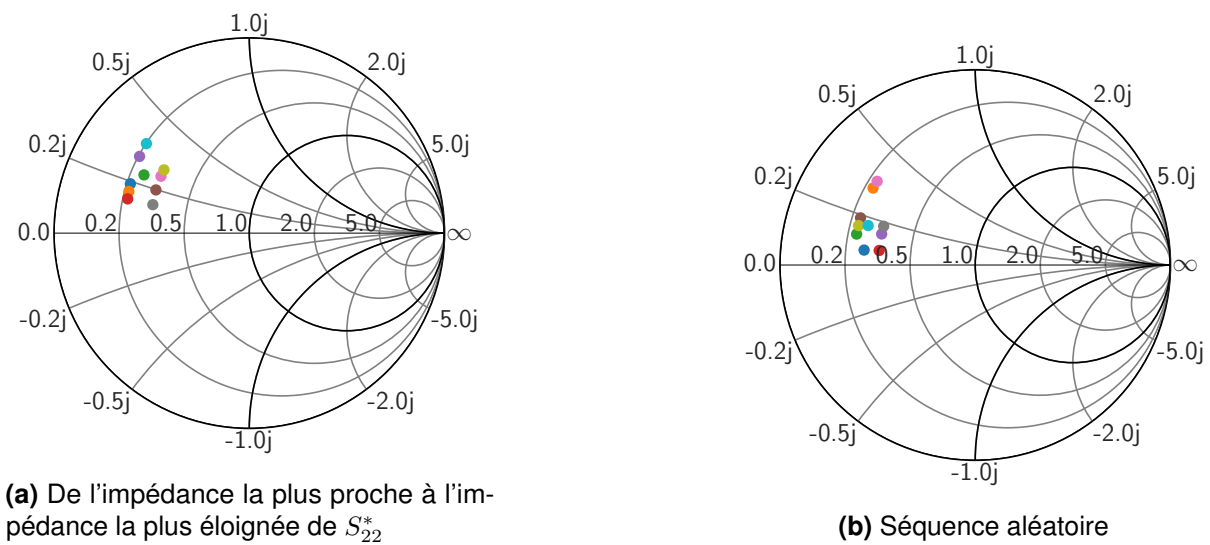 1.0j
0.5j
2.0j
0.2j
5.0j
0.0
0.2
0.5
1.0
2.0
5.0
∞
-0.2j
-5.0j
-0.5j
-2.0j
-1.0j
(a) De l'impédance la plus proche à l'im-
pédance la plus éloignée de S*22
1.0j
0.5j
2.0j
0.2j
5.0j
0.0
0.2
0.5
1.0
2.0
5.0
∞
-0.2j
-5.0j
-0.5j
-2.0j
-1.0j
(b) Séquence aléatoire